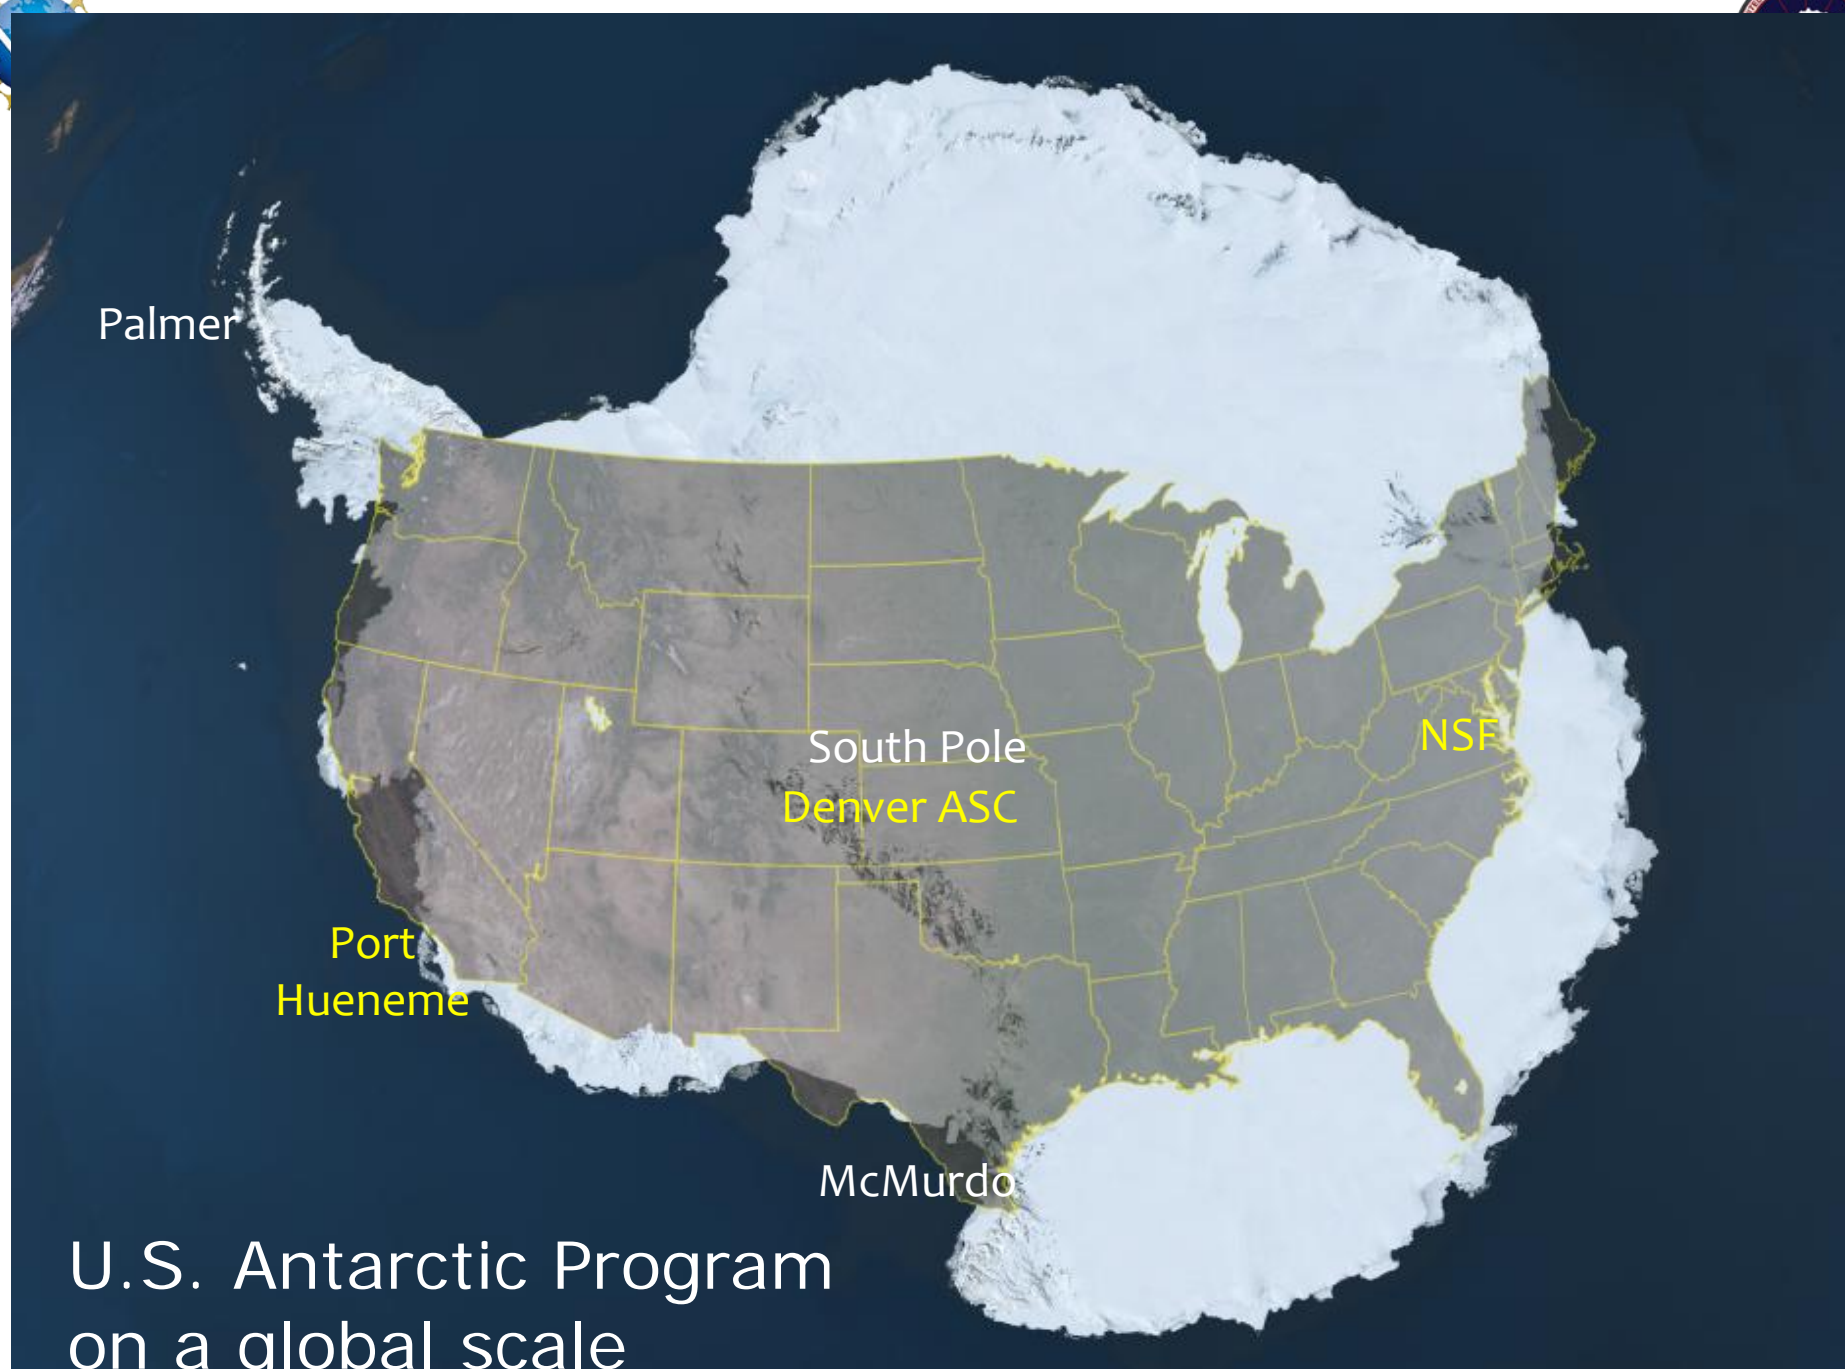 Palmer
South Pole
NSF
Denver ASC
Port
Hueneme
McMurdo
U.S. Antarctic Program
on a global scale